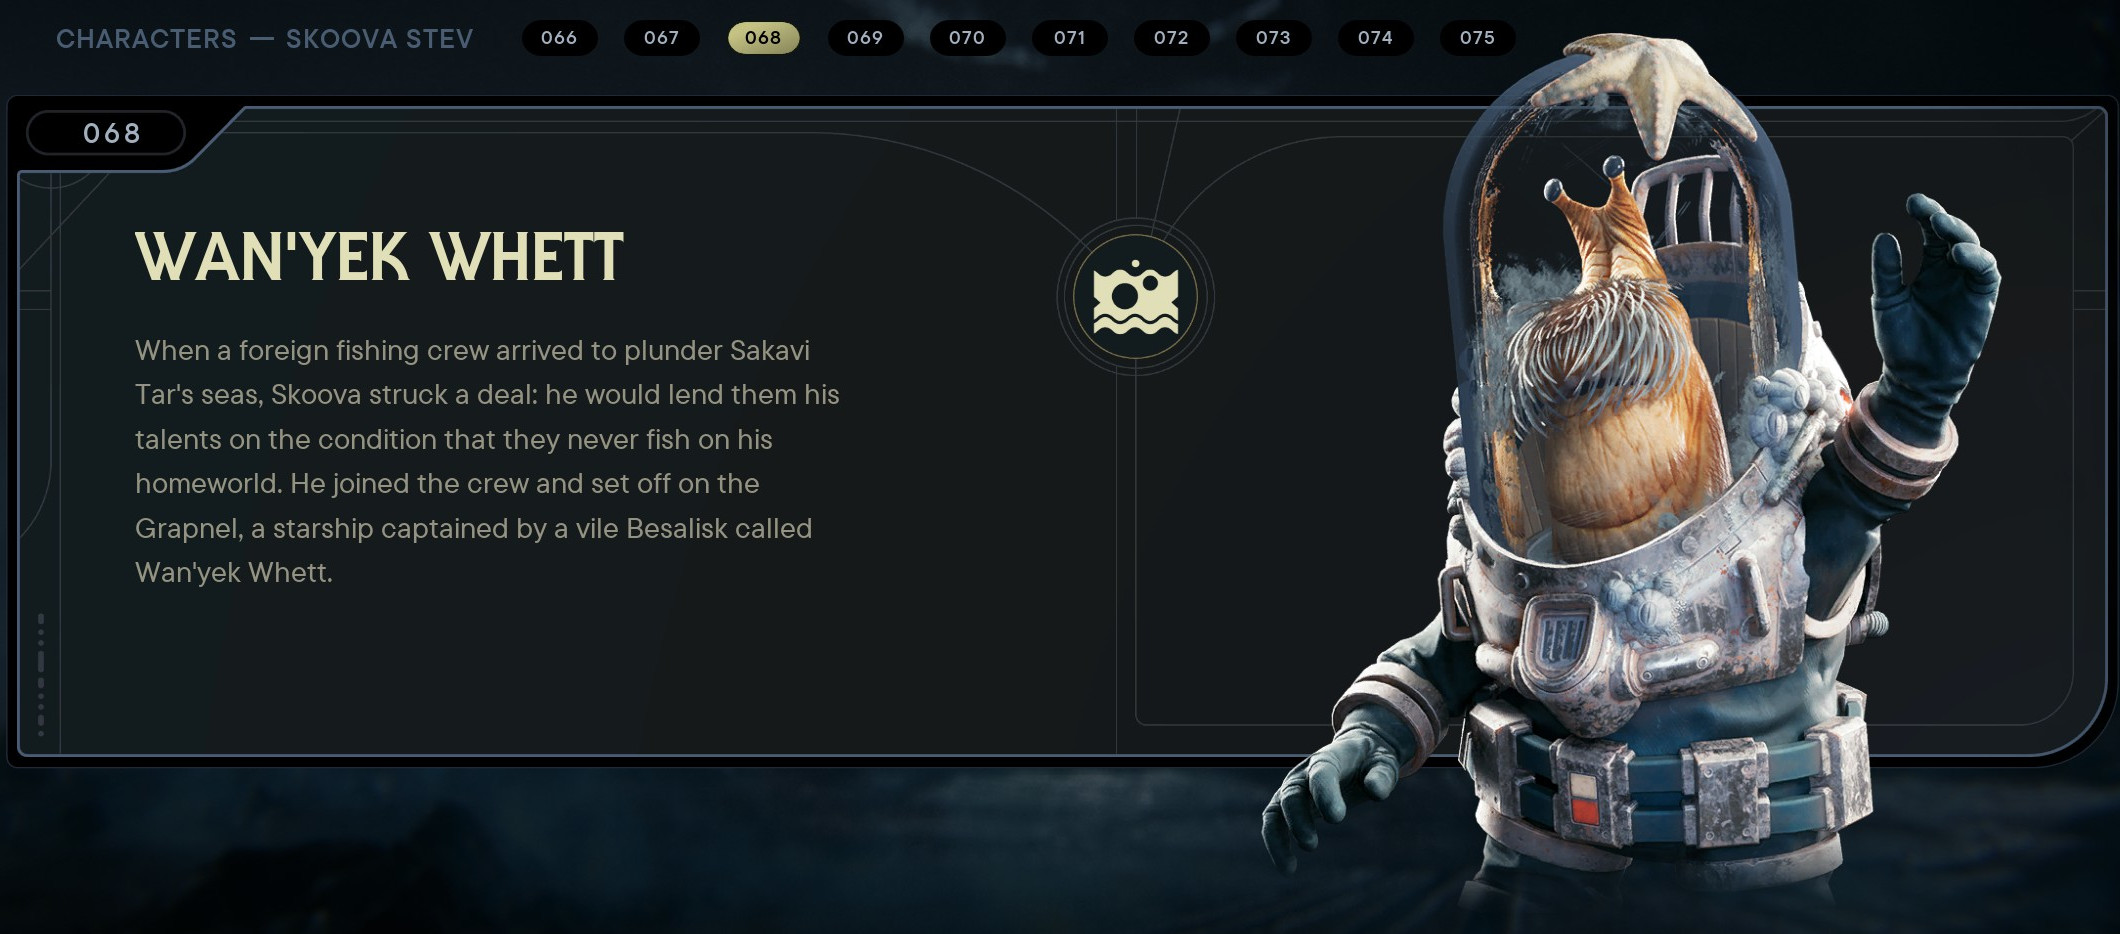 CHARACTERS — SKOOVA STEV
066 067 068 069 070 071 072 073 074 075
068
WAN'YEK WHETT
When a foreign fishing crew arrived to plunder Sakavi
Tar's seas, Skoova struck a deal: he would lend them his
talents on the condition that they never fish on his
homeworld. He joined the crew and set off on the
Grapnel, a starship captained by a vile Besalisk called
Wan'yek Whett.